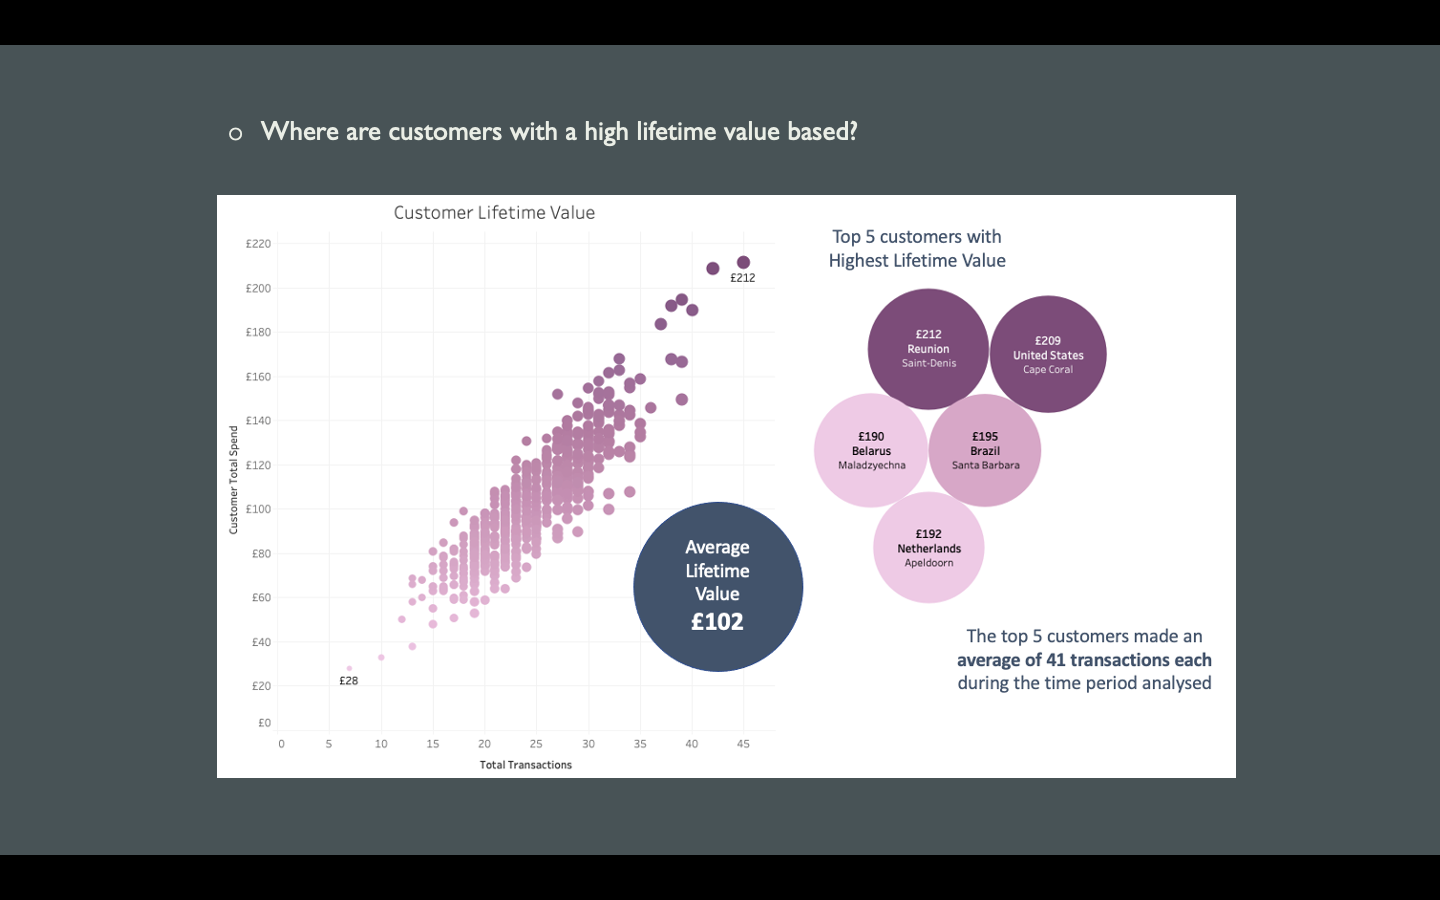 Where are customers with a high lifetime value based?
Customer Lifetime Value
£220
£200
£180
£160
£140
£120
£100
£80
£60
£40
£20
£0
Customer Total Spend
£212
£28
0 5 10 15 20 25 30 35 40 45
Total Transactions
Average
Lifetime
Value
£102
Top 5 customers with
Highest Lifetime Value
£212
Reunion
Saint-Denis
£209
United States
Cape Coral
£190
Belarus
Maladzyechna
£195
Brazil
Santa Barbara
£192
Netherlands
Apeldoorn
The top 5 customers made an
average of 41 transactions each
during the time period analysed